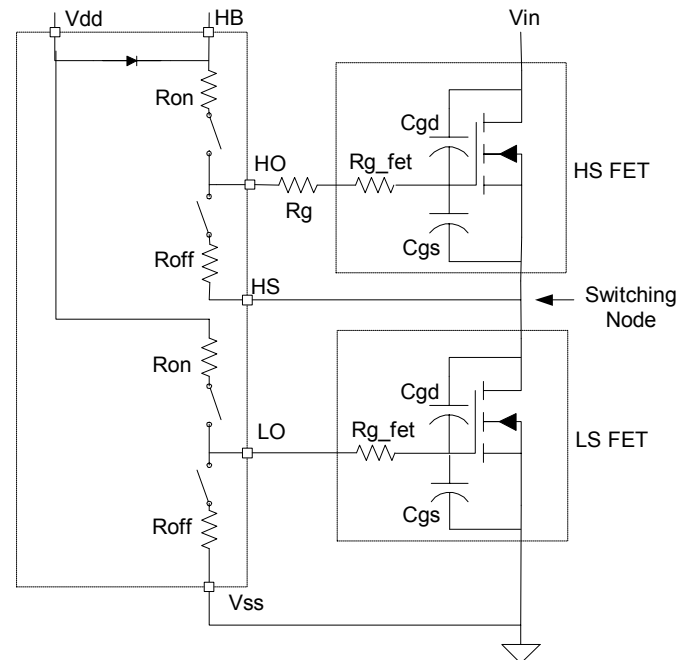 Vdd
HB
Vin
Ron
Cgd
HO
Rg_fet
HS FET
Rg
Cgs
Roff
HS
Switching
Node
Ron
Cgd
LO
Rg_fet
LS FET
Cgs
Roff
Vss